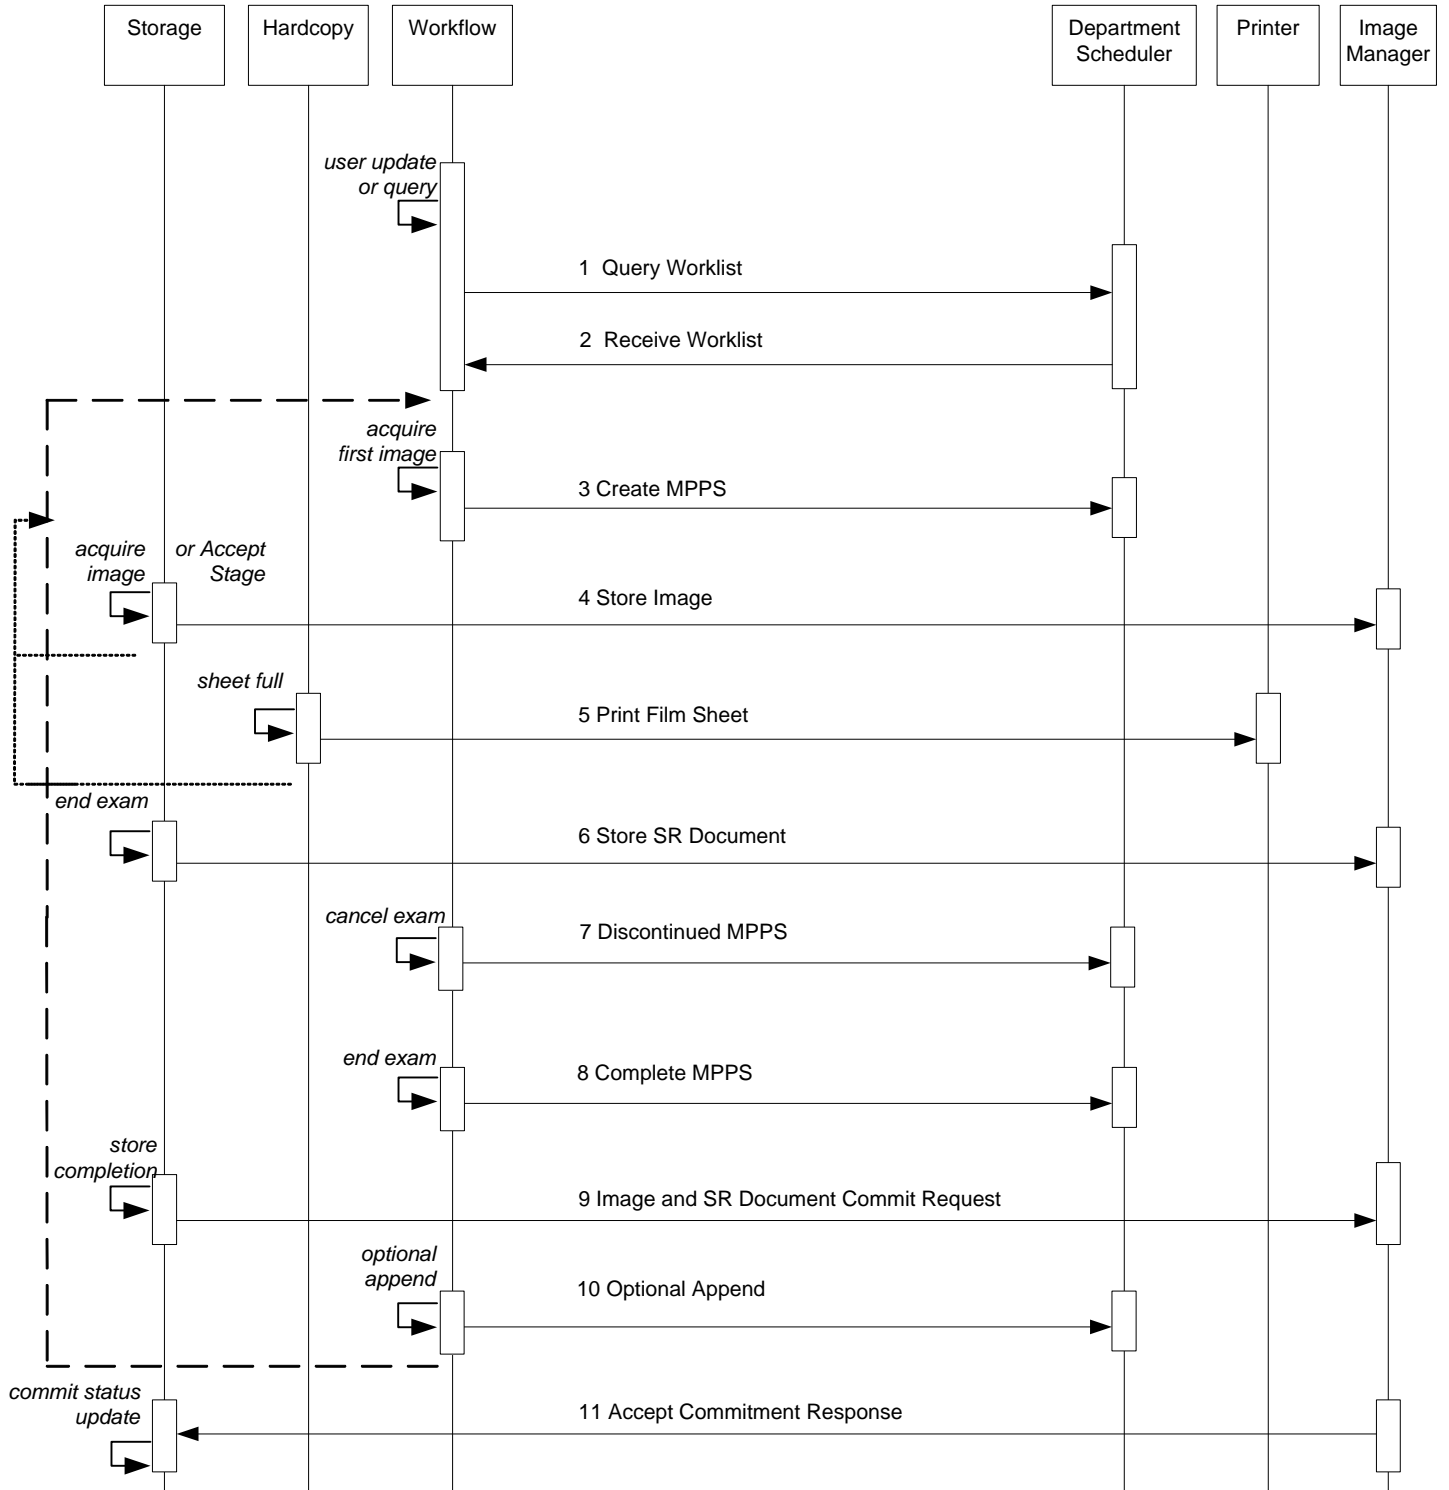 Storage
Hardcopy
Workflow
Department
Scheduler
Printer
Image
Manager
user update
or query
1 Query Worklist
2 Receive Worklist
acquire
first image
3 Create MPPS
acquire
image
or Accept
Stage
4 Store Image
sheet full
5 Print Film Sheet
end exam
6 Store SR Document
cancel exam
7 Discontinued MPPS
end exam
8 Complete MPPS
store
completion
9 Image and SR Document Commit Request
optional
append
10 Optional Append
commit status
update
11 Accept Commitment Response